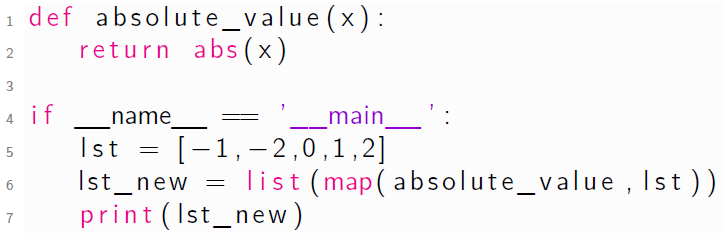 1 def absolute_value(x):
2     return abs(x)
3
4 if __name__ == '__main__':
5     lst = [-1,-2,0,1,2]
6     lst_new = list(map(absolute_value,lst))
7     print(lst_new)